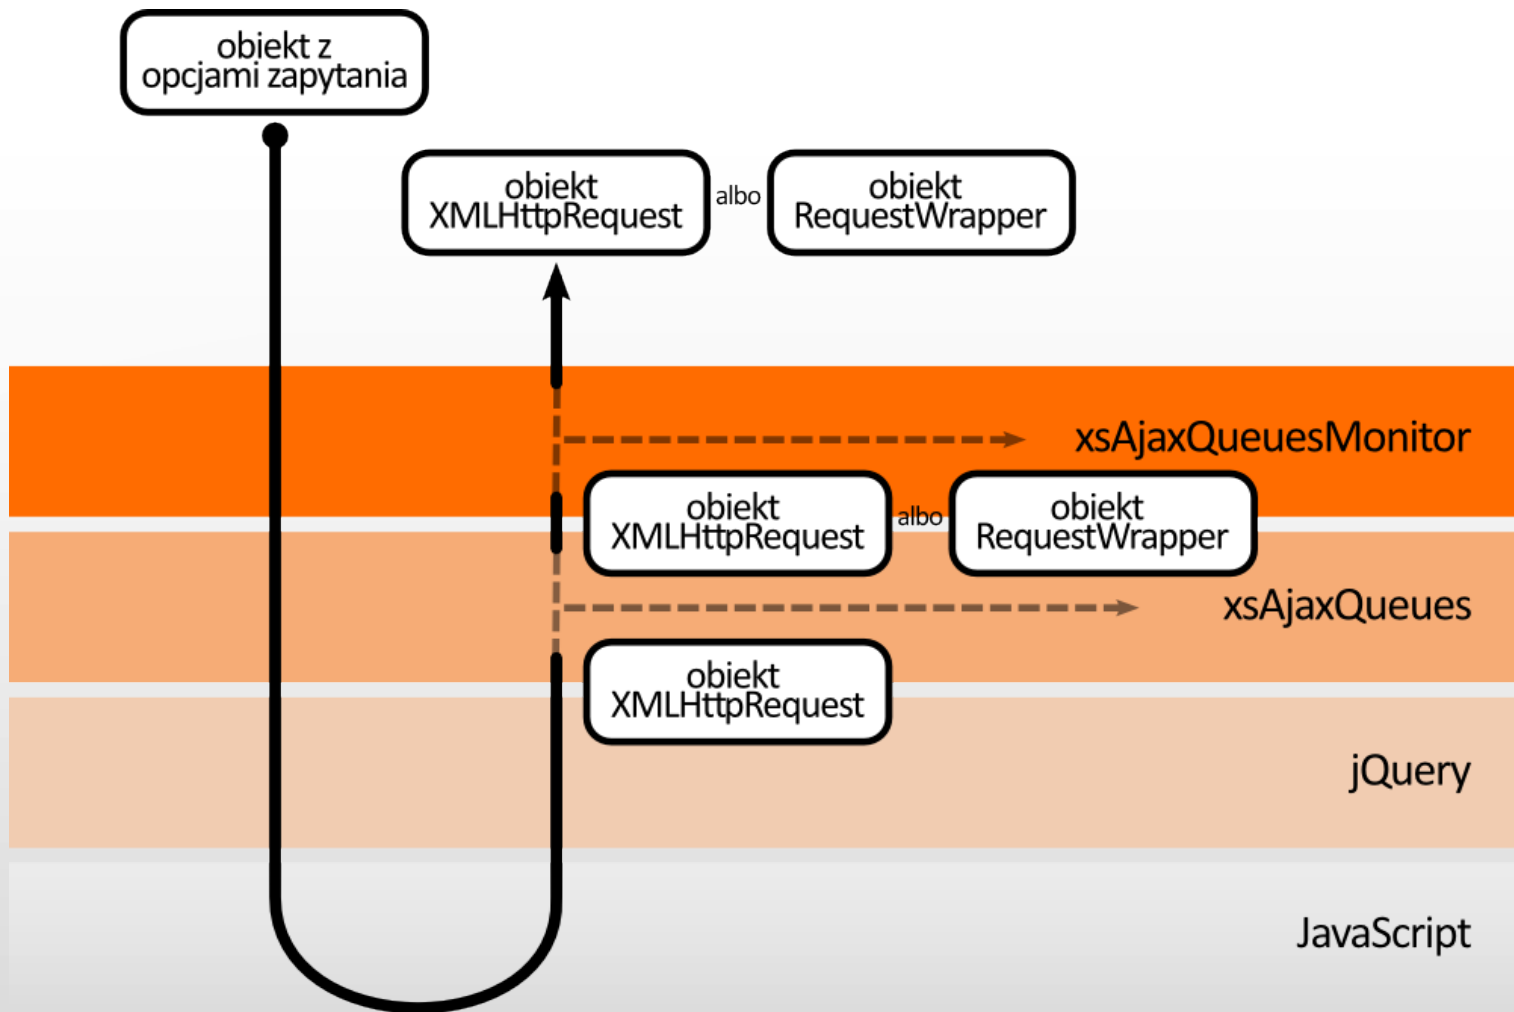 obiekt z
opcjami zapytania
obiekt
XMLHttpRequest
albo
obiekt
RequestWrapper
xsAjaxQueuesMonitor
obiekt
XMLHttpRequest
albo
obiekt
RequestWrapper
xsAjaxQueues
obiekt
XMLHttpRequest
jQuery
JavaScript